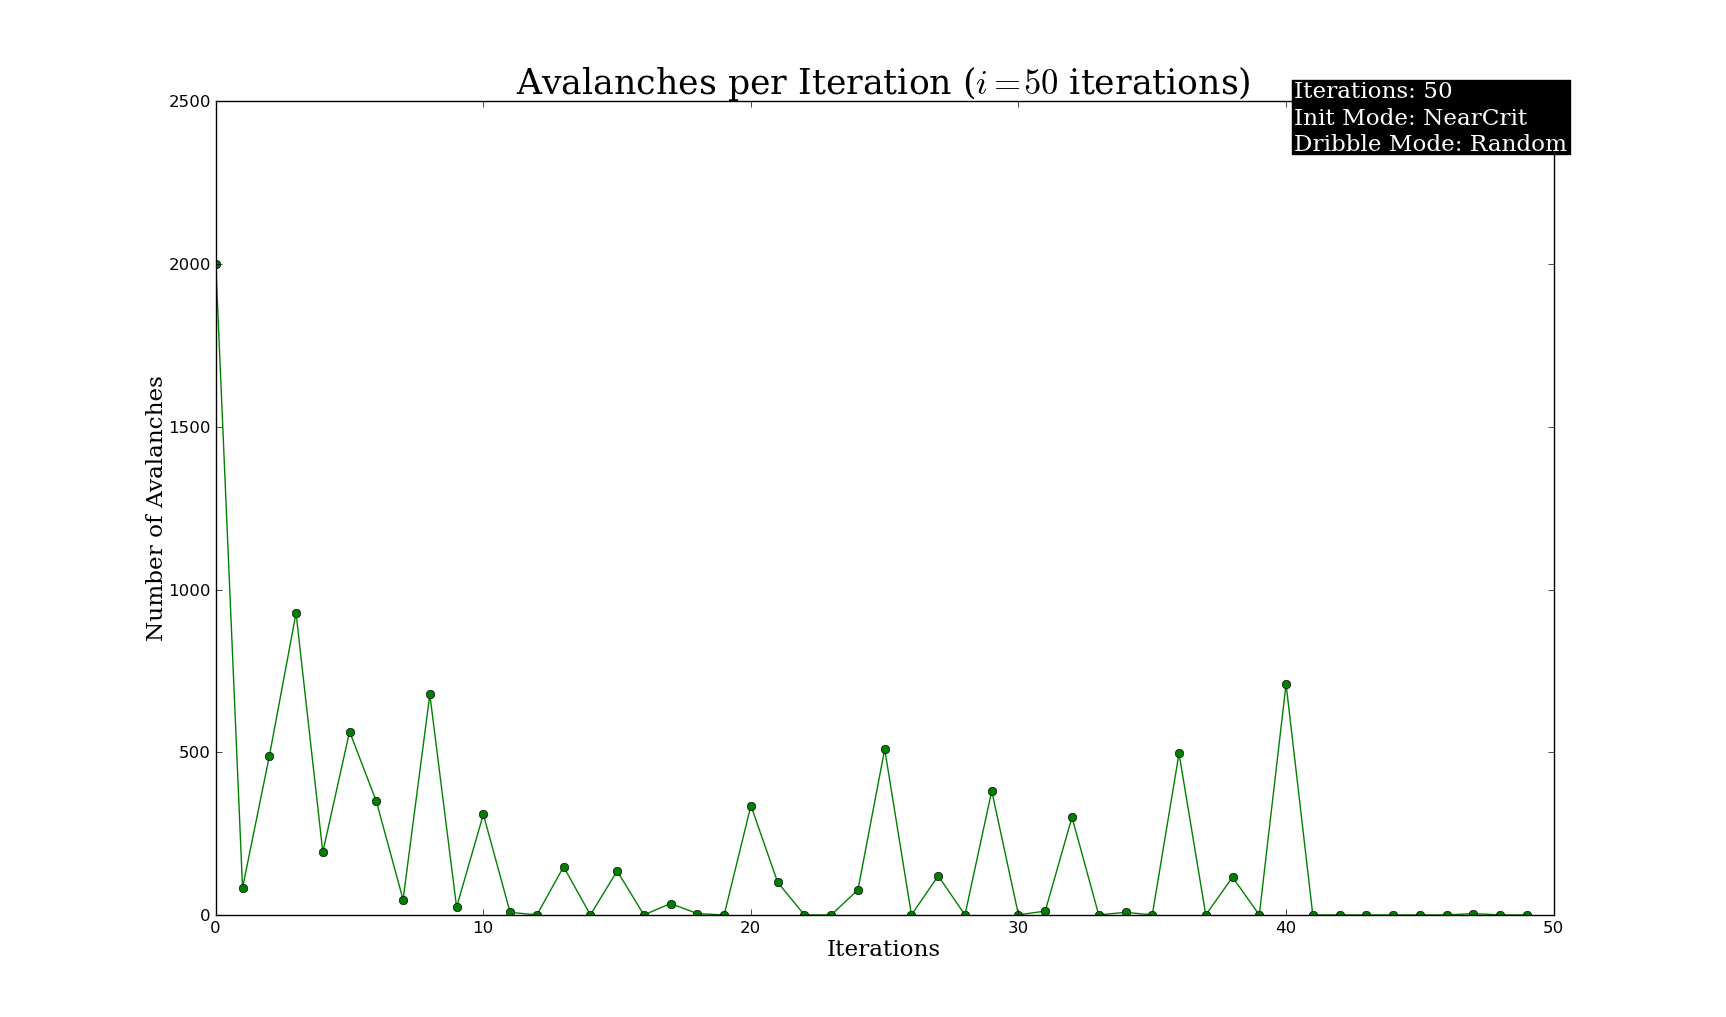 Avalanches per Iteration (i = 50 iterations)
Iterations: 50
Init Mode: NearCrit
Dribble Mode: Random
2500
2000
1500
1000
500
0
Number of Avalanches
0 10 20 30 40 50
Iterations